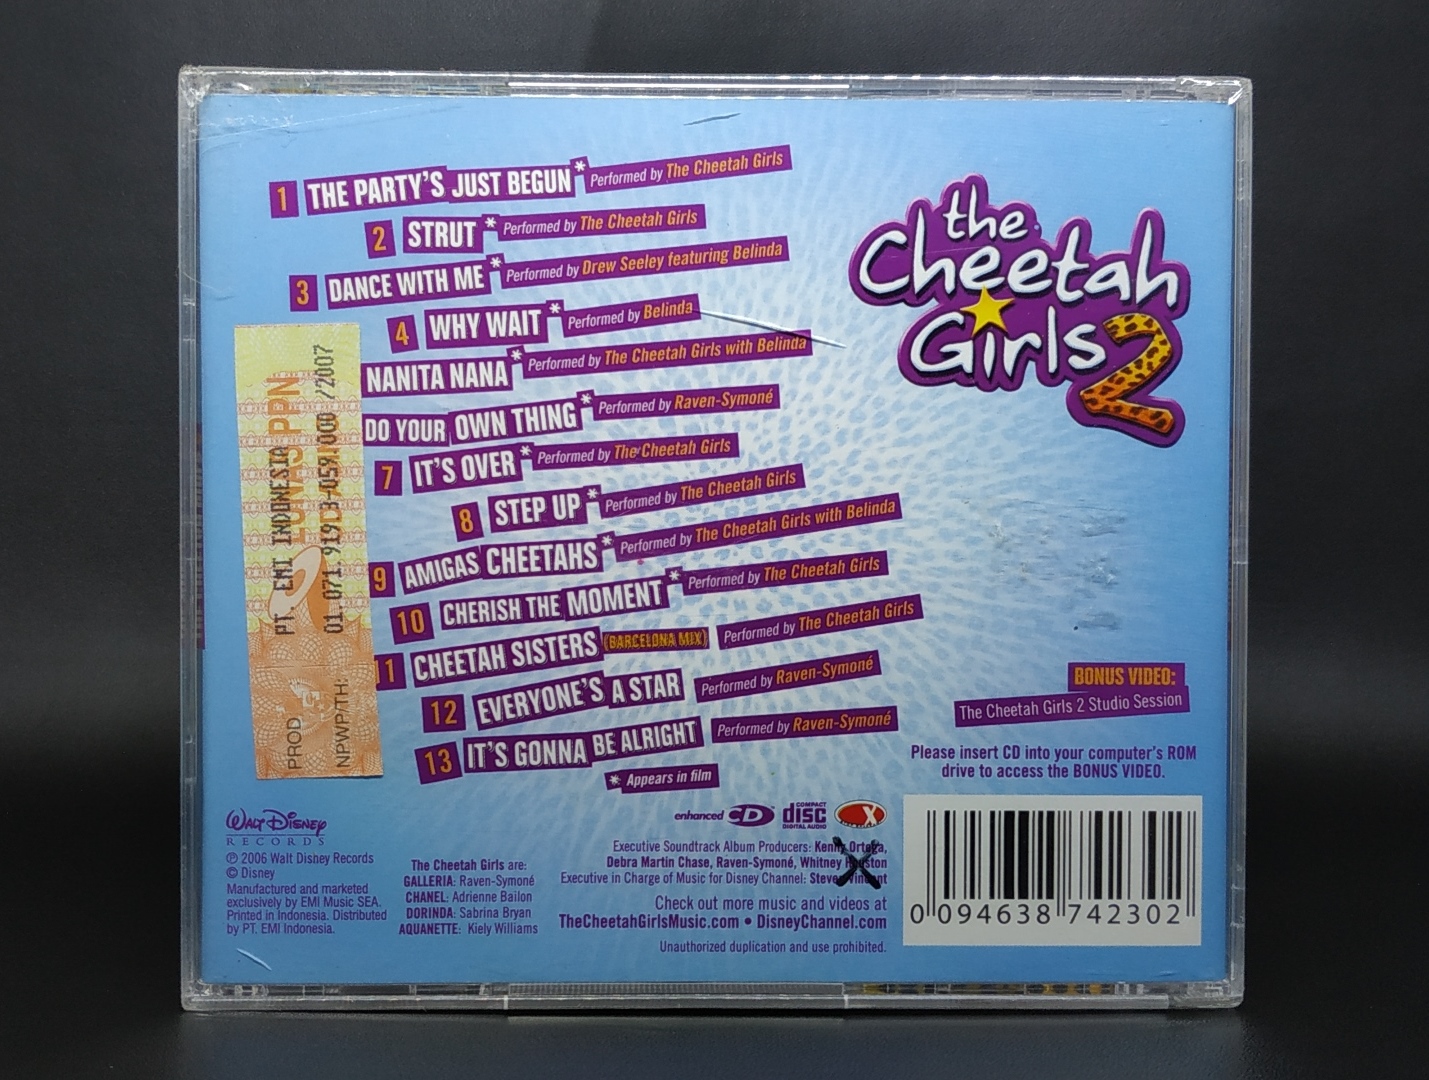 1 THE PARTY'S JUST BEGUN* Performed by The Cheetah Girls
2 STRUT* Performed by The Cheetah Girls
3 DANCE WITH ME* Performed by Drew Seeley featuring Belinda
4 WHY WAIT* Performed by Belinda
NANITA NANA* Performed by The Cheetah Girls with Belinda
DO YOUR OWN THING* Performed by Raven-Symoné
7 IT'S OVER* Performed by The Cheetah Girls
8 STEP UP* Performed by The Cheetah Girls
9 AMIGAS CHEETAHS* Performed by The Cheetah Girls with Belinda
10 CHERISH THE MOMENT* Performed by The Cheetah Girls
11 CHEETAH SISTERS (BARCELONA MIX) Performed by The Cheetah Girls
12 EVERYONE'S A STAR Performed by Raven-Symoné
13 IT'S GONNA BE ALRIGHT Performed by Raven-Symoné
* Appears in film
the
Cheetah
Girls 2
BONUS VIDEO:
The Cheetah Girls 2 Studio Session
Please insert CD into your computer's ROM
drive to access the BONUS VIDEO.
LUNAS PPN
PT. EMI INDONESIA
01.071.919.3-059.000 /2007
PROD
NPWP/TH:
WALT DISNEY
RECORDS
℗ 2006 Walt Disney Records
© Disney
Manufactured and marketed
exclusively by EMI Music SEA.
Printed in Indonesia. Distributed
by PT. EMI Indonesia.
The Cheetah Girls are:
GALLERIA: Raven-Symoné
CHANEL: Adrienne Bailon
DORINDA: Sabrina Bryan
AQUANETTE: Kiely Williams
enhanced CD
COMPACT
disc
DIGITAL AUDIO
Executive Soundtrack Album Producers: Kenny Ortega,
Debra Martin Chase, Raven-Symoné, Whitney Houston
Executive in Charge of Music for Disney Channel: Steven Vincent
Check out more music and videos at
TheCheetahGirlsMusic.com • DisneyChannel.com
Unauthorized duplication and use prohibited.
0 094638 742302